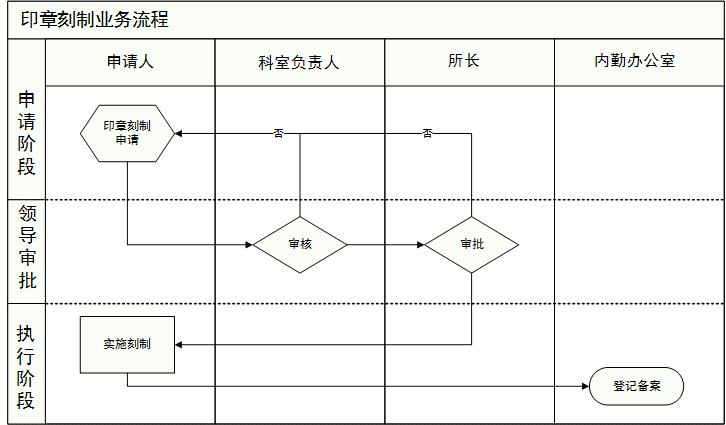 印章刻制业务流程
申请人
科室负责人
所长
内勤办公室
申请阶段
印章刻制
申请
否
否
领导审批
审核
审批
执行阶段
实施刻制
登记备案